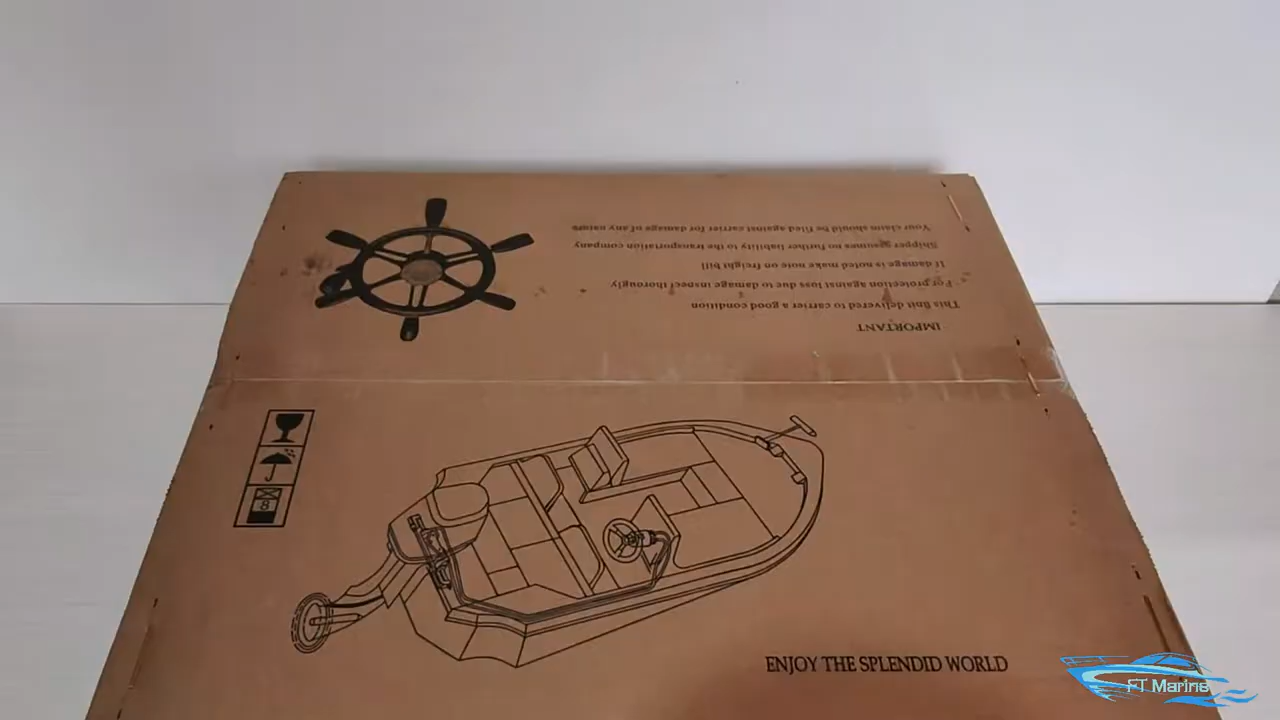 IMPORTANT
This unit delivered to carrier a good condition
For protection against loss due to damage inspect thorougly
If damage is noted make note on freight bill
Shipper assumes no further liability to the transportation company
Your claim should be filed against carrier for damage of any nature
8
ENJOY THE SPLENDID WORLD
FT Marine